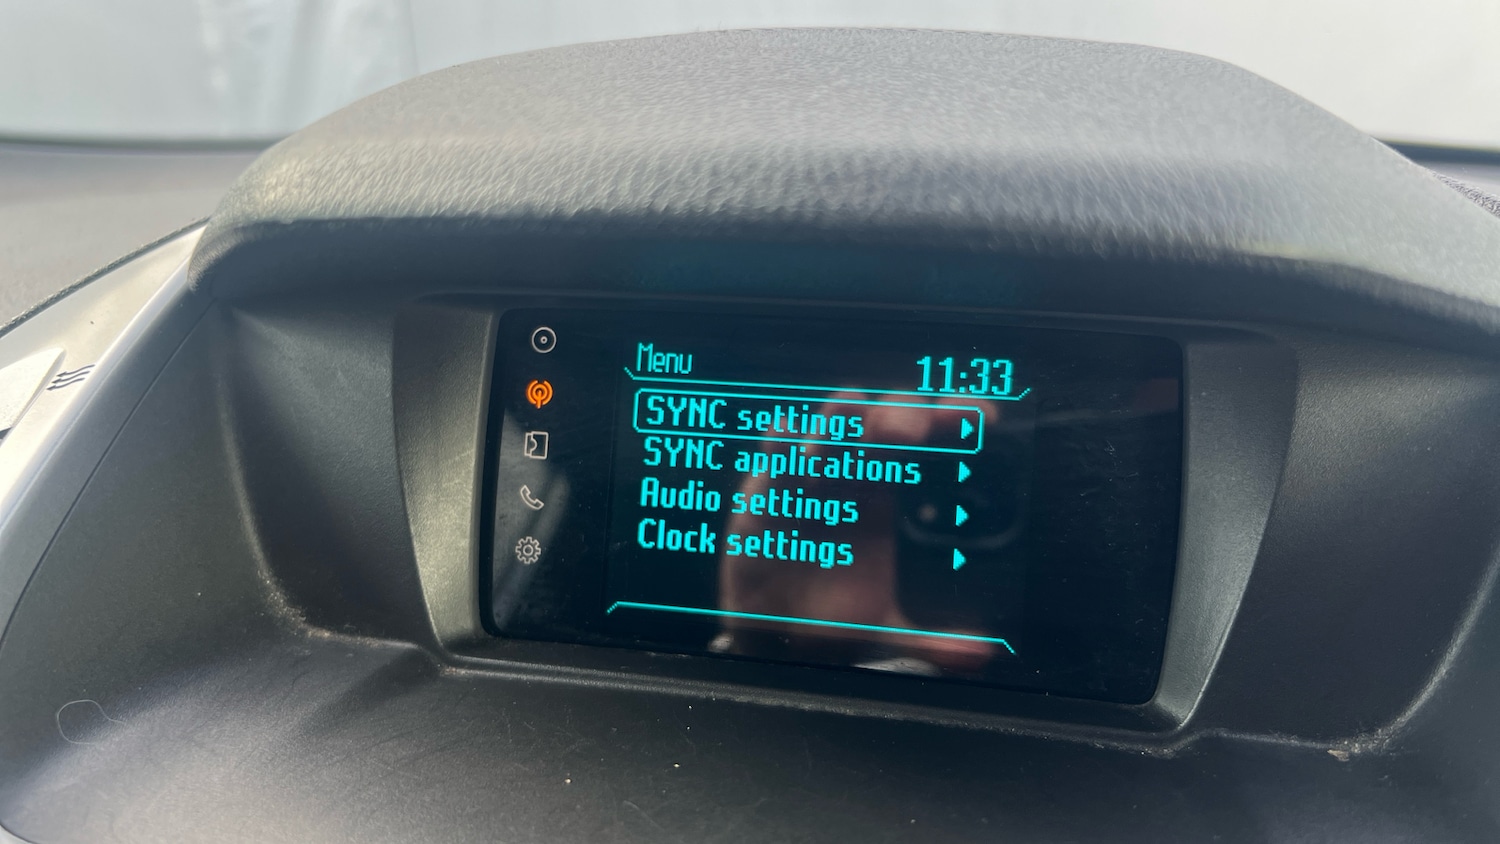 Menu
11:33
SYNC settings
SYNC applications
Audio settings
Clock settings